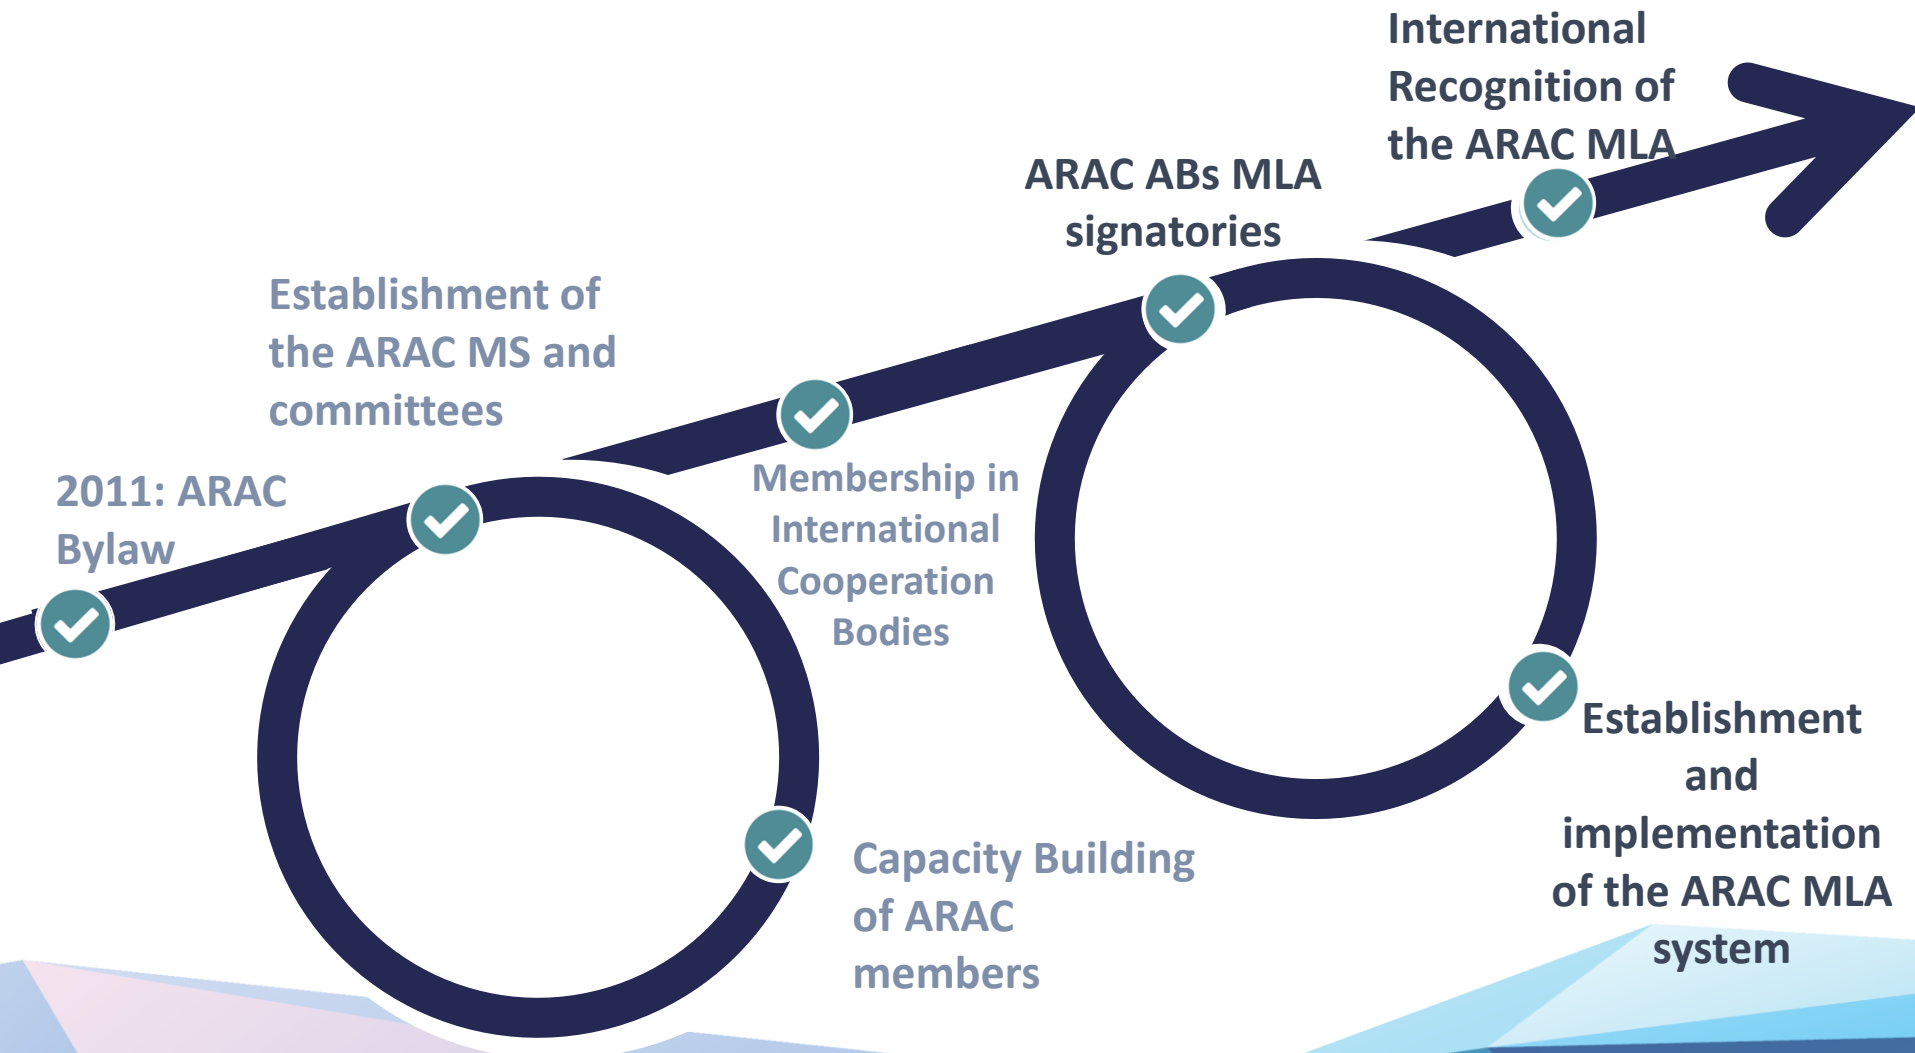 2011: ARAC
Bylaw
Establishment of
the ARAC MS and
committees
Capacity Building
of ARAC
members
Membership in
International
Cooperation
Bodies
ARAC ABs MLA
signatories
Establishment
and
implementation
of the ARAC MLA
system
International
Recognition of
the ARAC MLA